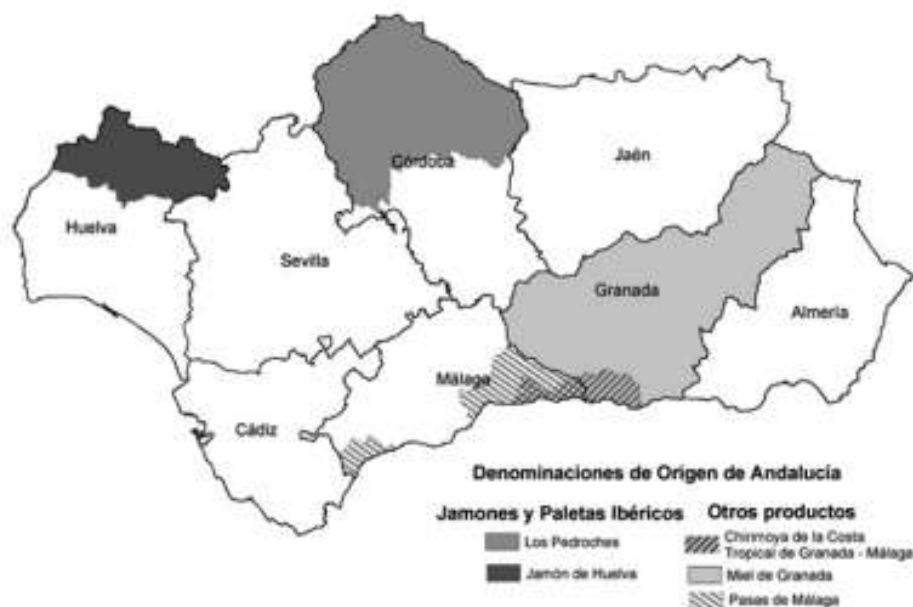 Córdoca
Jaén
Huelva
Sevilla
Granada
Almería
Málaga
Cádiz
Denominaciones de Origen de Andalucía
Jamones y Paletas Ibéricos
Los Pedroches
Jamón de Huelva
Otros productos
Chirimoya de la Costa
Tropical de Granada - Málaga
Miel de Granada
Pasas de Málaga